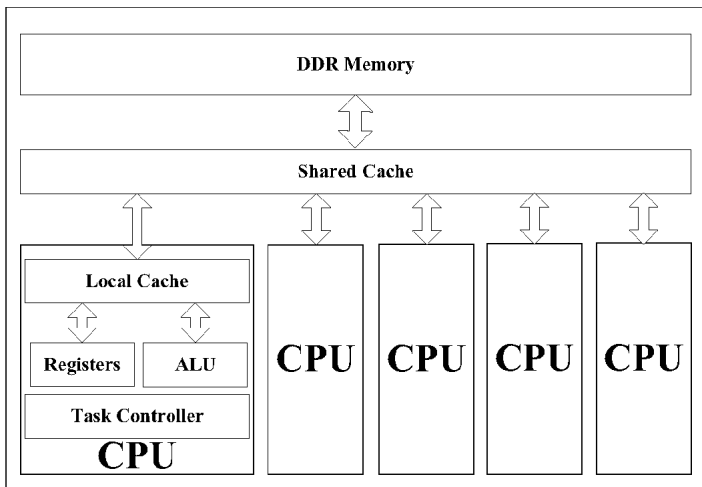 DDR Memory
Shared Cache
Local Cache
Registers ALU
Task Controller
CPU
CPU CPU CPU CPU